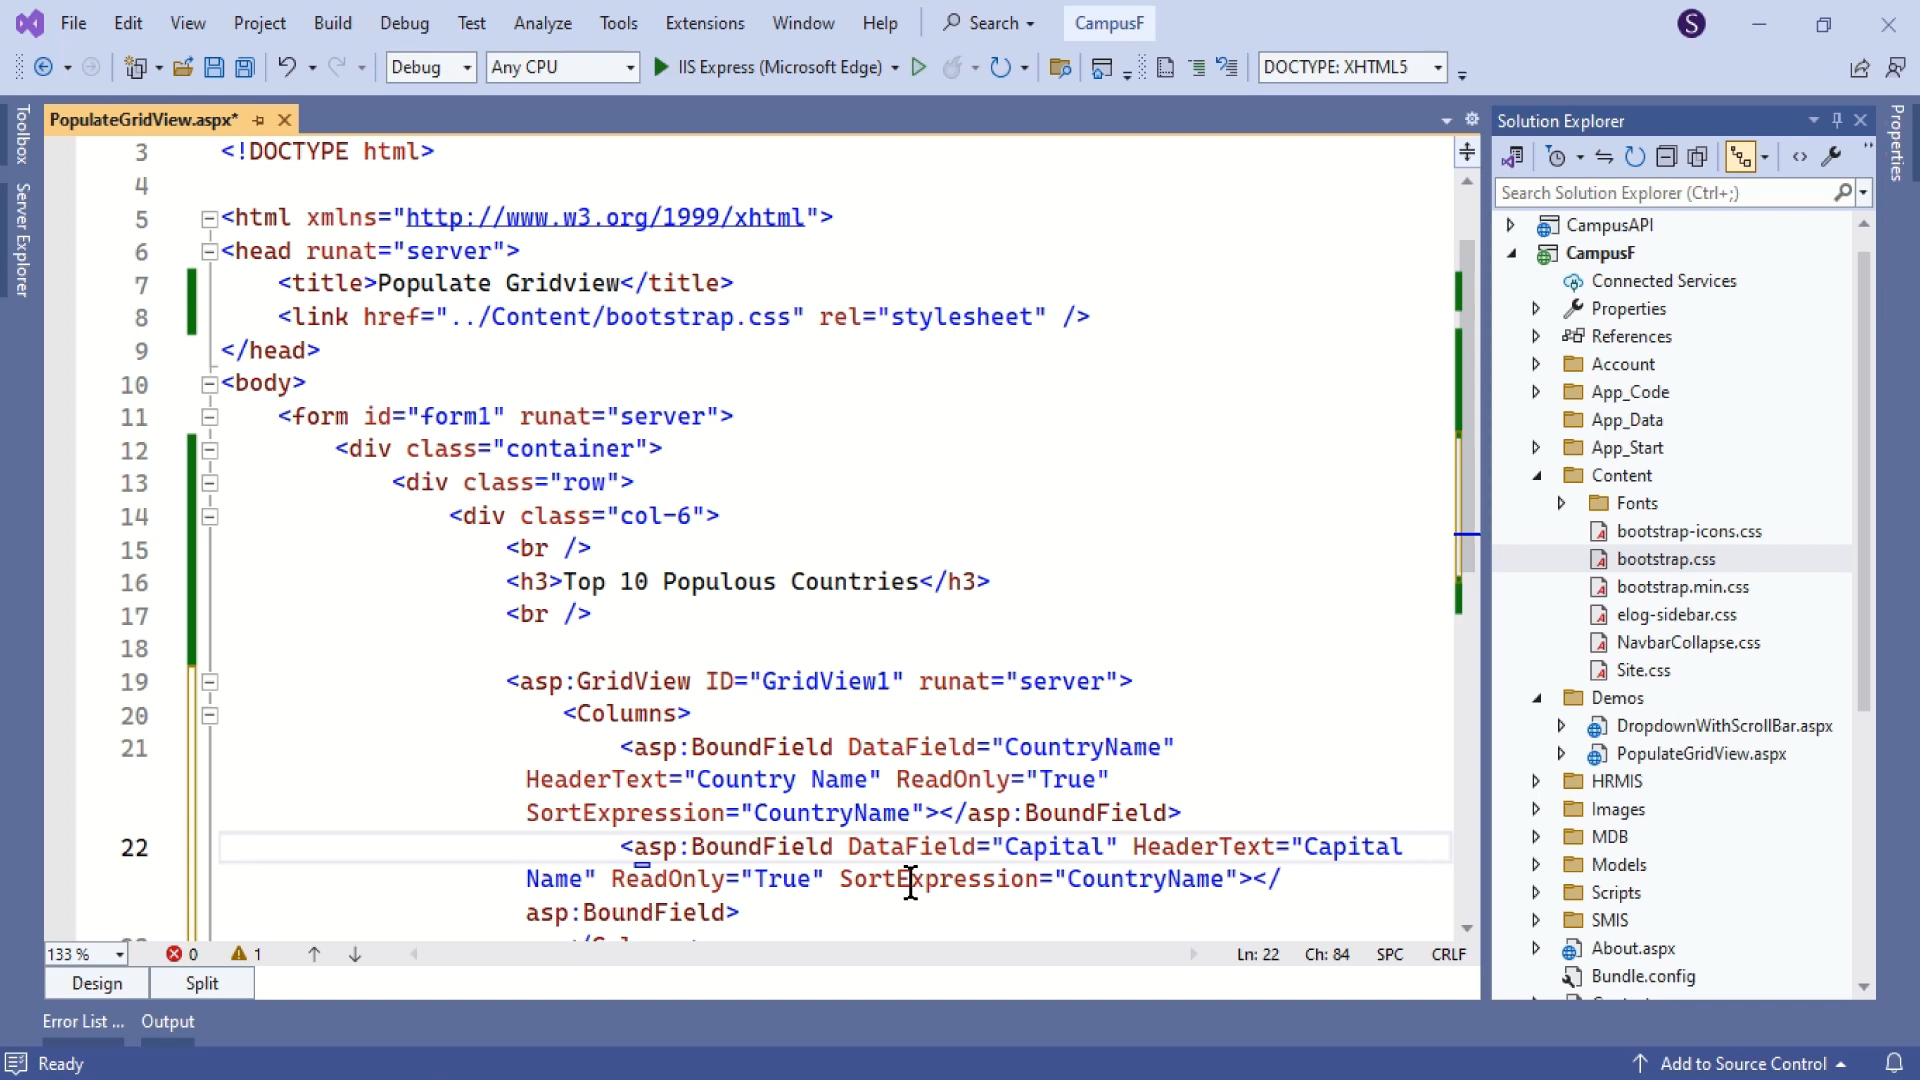 File Edit View Project Build Debug Test Analyze Tools Extensions Window Help Search CampusF S
Debug Any CPU IIS Express (Microsoft Edge) DOCTYPE: XHTML5
Toolbox
Server Explorer
PopulateGridView.aspx*
3 <!DOCTYPE html>
4
5 <html xmlns="http://www.w3.org/1999/xhtml">
6 <head runat="server">
7 <title>Populate Gridview</title>
8 <link href="../Content/bootstrap.css" rel="stylesheet" />
9 </head>
10 <body>
11 <form id="form1" runat="server">
12 <div class="container">
13 <div class="row">
14 <div class="col-6">
15 <br />
16 <h3>Top 10 Populous Countries</h3>
17 <br />
18
19 <asp:GridView ID="GridView1" runat="server">
20 <Columns>
21 <asp:BoundField DataField="CountryName"
HeaderText="Country Name" ReadOnly="True"
SortExpression="CountryName"></asp:BoundField>
22 <asp:BoundField DataField="Capital" HeaderText="Capital
Name" ReadOnly="True" SortExpression="CountryName"></
asp:BoundField>
133 % 0 1 Ln: 22 Ch: 84 SPC CRLF
Design Split
Error List ... Output
Solution Explorer
Search Solution Explorer (Ctrl+;)
CampusAPI
CampusF
Connected Services
Properties
References
Account
App_Code
App_Data
App_Start
Content
Fonts
bootstrap-icons.css
bootstrap.css
bootstrap.min.css
elog-sidebar.css
NavbarCollapse.css
Site.css
Demos
DropdownWithScrollBar.aspx
PopulateGridView.aspx
HRMIS
Images
MDB
Models
Scripts
SMIS
About.aspx
Bundle.config
Properties
Ready Add to Source Control